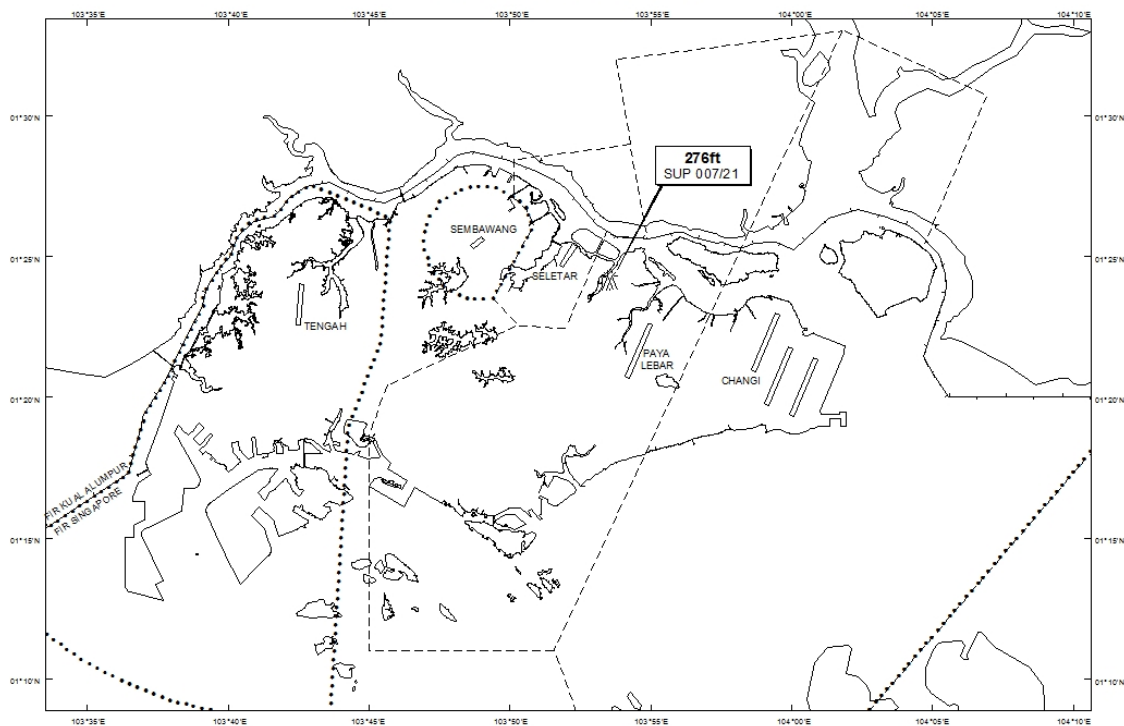 103°35'E 103°40'E 103°45'E 103°50'E 103°55'E 104°00'E 104°05'E 104°10'E
01°30'N 01°30'N
276ft
SUP 007/21
SEMBAWANG
01°25'N 01°25'N
SELETAR
TENGAH
PAYA
LEBAR
CHANGI
01°20'N 01°20'N
FIR KUALALUMPUR
FIR SINGAPORE
01°15'N 01°15'N
01°10'N 01°10'N
103°35'E 103°40'E 103°45'E 103°50'E 103°55'E 104°00'E 104°05'E 104°10'E